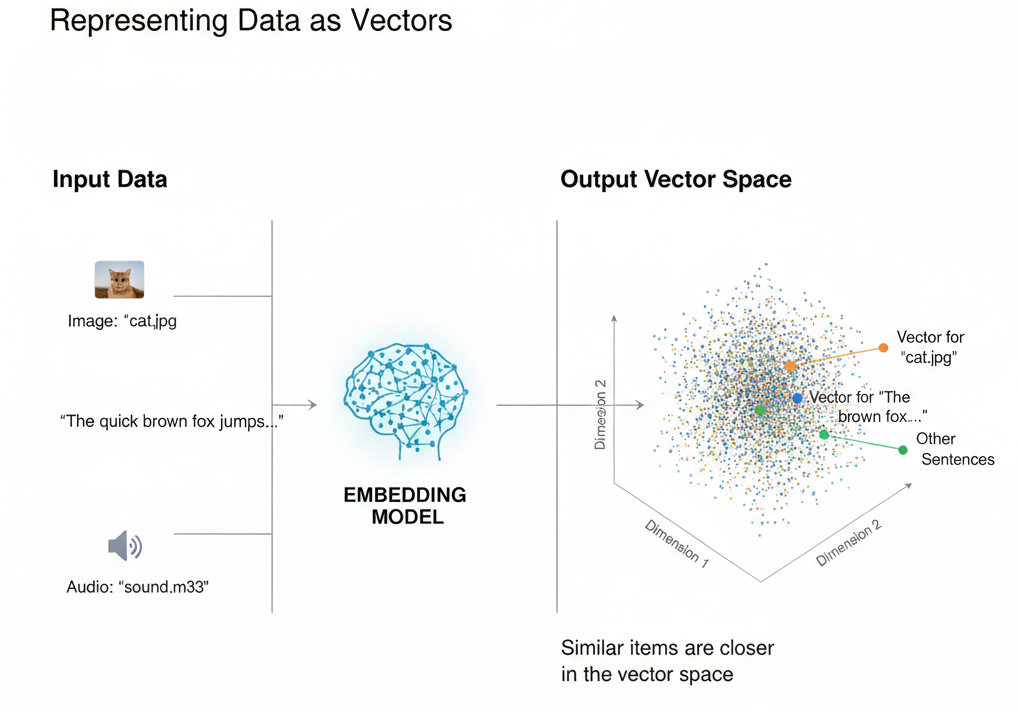 Representing Data as Vectors
Input Data
Output Vector Space
Image: "cat.jpg
"The quick brown fox jumps..."
Audio: "sound.m33"
EMBEDDING
MODEL
Dimension 2
Dimension 1
Dimension 2
Vector for
"cat.jpg"
Vector for "The
brown fox...."
Other
Sentences
Similar items are closer
in the vector space